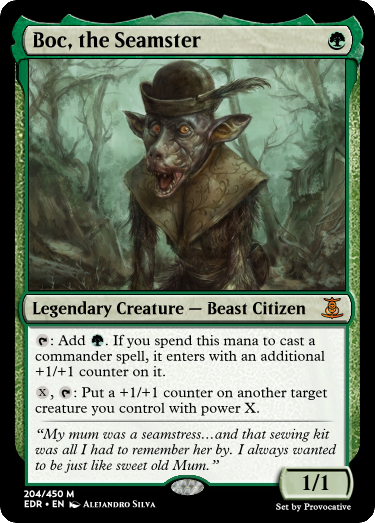 Boc, the Seamster
Legendary Creature — Beast Citizen
: Add . If you spend this mana to cast a
commander spell, it enters with an additional
+1/+1 counter on it.
X, : Put a +1/+1 counter on another target
creature you control with power X.
“My mum was a seamstress…and that sewing kit
was all I had to remember her by. I always wanted
to be just like sweet old Mum.”
1/1
204/450 M
EDR • EN Alejandro Silva
Set by Provocative